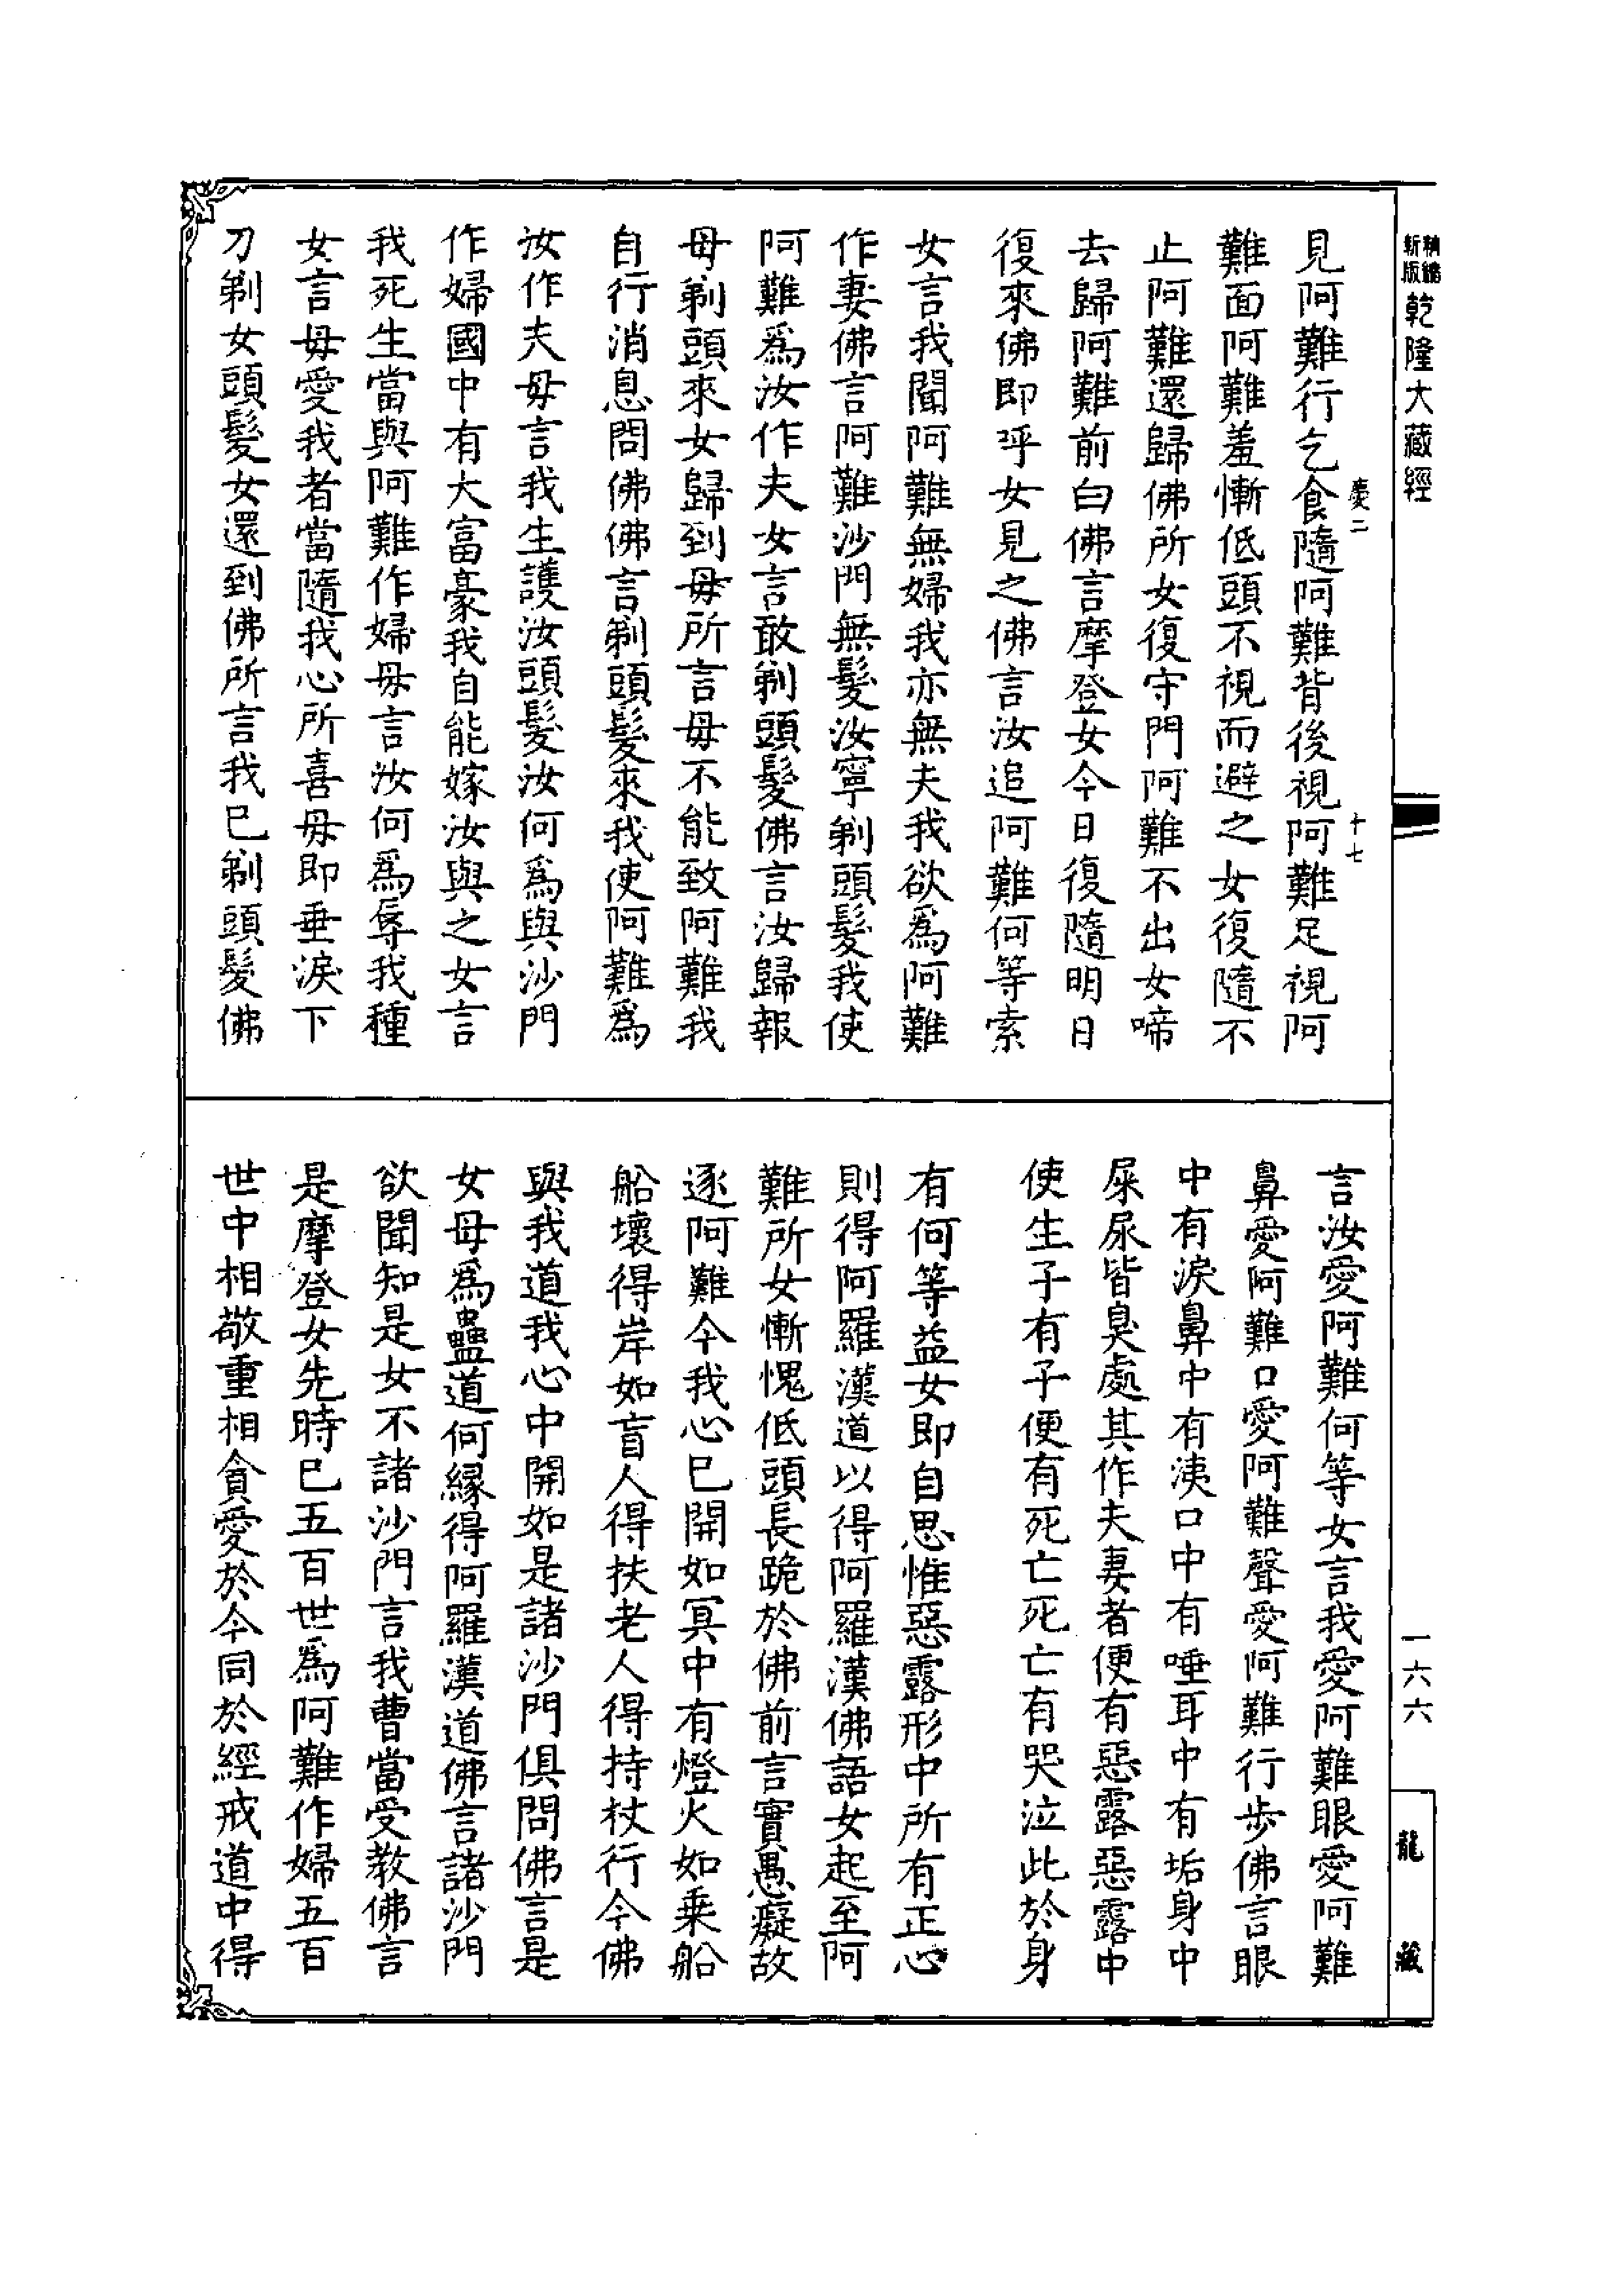 精繕
新版
乾隆大藏經
慶二
十七
見阿難行乞食隨阿難背後視阿難足視阿
難面阿難羞慚低頭不視而避之女復隨不
止阿難還歸佛所女復守門阿難不出女啼
去歸阿難前白佛言摩登女今日復隨明日
復來佛即呼女見之佛言汝追阿難何等索
女言我聞阿難無婦我亦無夫我欲爲阿難
作妻佛言阿難沙門無髮汝寧剃頭髮我使
阿難爲汝作夫女言敢剃頭髮佛言汝歸報
母剃頭來女歸到母所言母不能致阿難我
自行消息問佛佛言剃頭髮來我使阿難爲
汝作夫母言我生護汝頭髮汝何爲與沙門
作婦國中有大富豪我自能嫁汝與之女言
我死生當與阿難作婦母言汝何爲辱我種
女言母愛我者當隨我心所喜母即垂淚下
刀剃女頭髮女還到佛所言我已剃頭髮佛
言汝愛阿難何等女言我愛阿難眼愛阿難
鼻愛阿難口愛阿難聲愛阿難行步佛言眼
中有淚鼻中有洟口中有唾耳中有垢身中
屎尿皆臭處其作夫妻者便有惡露惡露中
使生子有子便有死亡死亡有哭泣此於身
有何等益女即自思惟惡露形中所有正心
則得阿羅漢道以得阿羅漢佛語女起至阿
難所女慚愧低頭長跪於佛前言實愚癡故
逐阿難今我心已開如冥中有燈火如乗船
船壞得岸如盲人得扶老人得持杖行今佛
與我道我心中開如是諸沙門俱問佛言是
女母爲蠱道何縁得阿羅漢道佛言諸沙門
欲聞知是女不諸沙門言我曹當受教佛言
是摩登女先時已五百世爲阿難作婦五百
世中相敬重相貪愛於今同於經戒道中得
一六六
龍藏